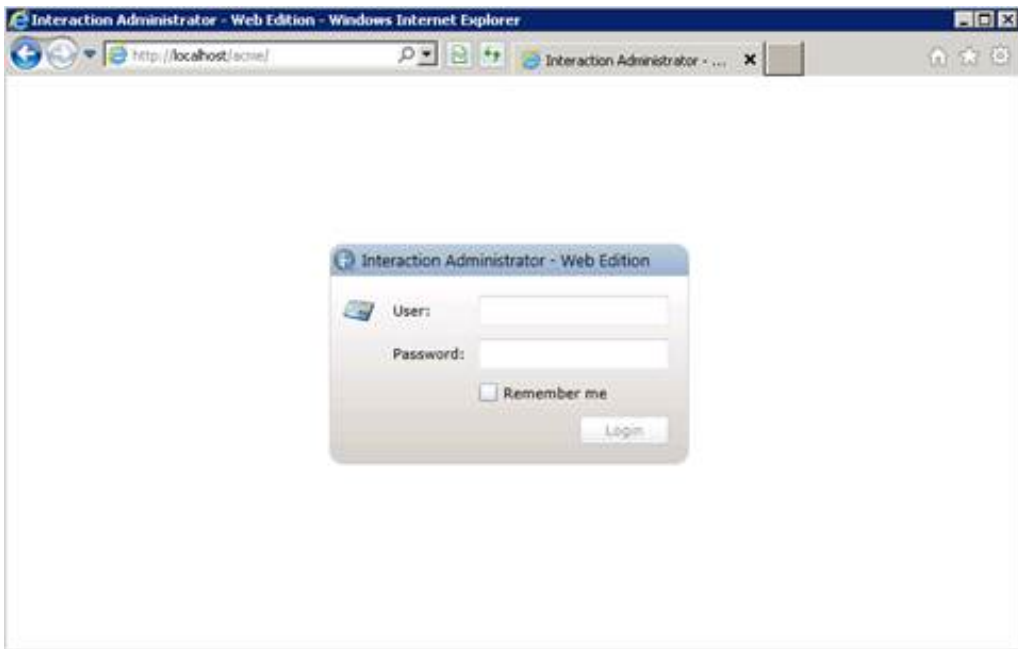 Interaction Administrator - Web Edition - Windows Internet Explorer
http://localhost/acme/
Interaction Administrator - ...
Interaction Administrator - Web Edition
User:
Password:
Remember me
Login